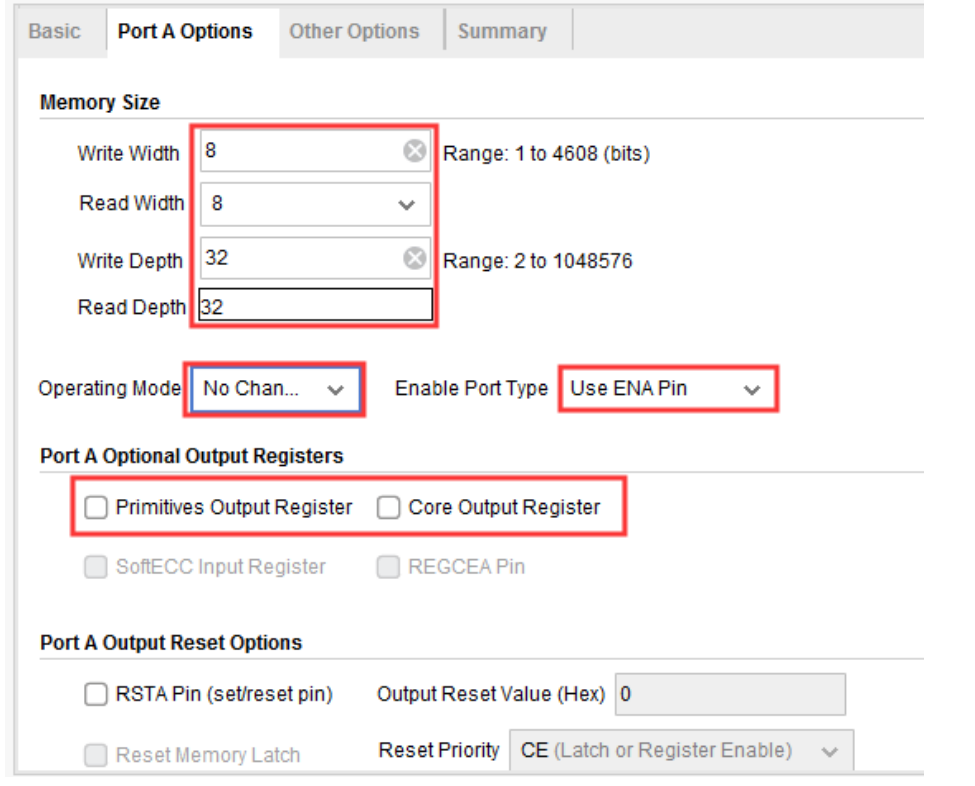 Basic Port A Options Other Options Summary
Memory Size
Write Width 8 Range: 1 to 4608 (bits)
Read Width 8
Write Depth 32 Range: 2 to 1048576
Read Depth 32
Operating Mode No Chan... Enable Port Type Use ENA Pin
Port A Optional Output Registers
Primitives Output Register Core Output Register
SoftECC Input Register REGCEA Pin
Port A Output Reset Options
RSTA Pin (set/reset pin) Output Reset Value (Hex) 0
Reset Memory Latch Reset Priority CE (Latch or Register Enable)